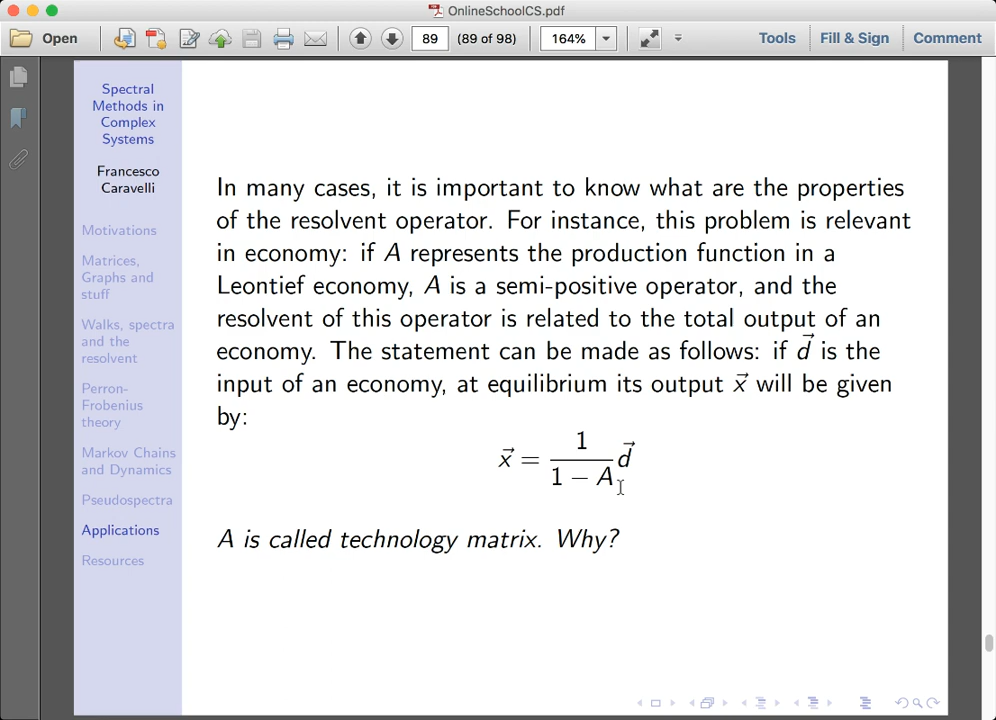 OnlineSchoolCS.pdf
Open
89
(89 of 98)
164%
Tools
Fill & Sign
Comment
Spectral
Methods in
Complex
Systems
Francesco
Caravelli
Motivations
Matrices,
Graphs and
stuff
Walks, spectra
and the
resolvent
Perron-
Frobenius
theory
Markov Chains
and Dynamics
Pseudospectra
Applications
Resources
In many cases, it is important to know what are the properties
of the resolvent operator. For instance, this problem is relevant
in economy: if A represents the production function in a
Leontief economy, A is a semi-positive operator, and the
resolvent of this operator is related to the total output of an
economy. The statement can be made as follows: if d⃗ is the
input of an economy, at equilibrium its output x⃗ will be given
by:
x⃗ = 1 / (1 − A) d⃗
A is called technology matrix. Why?